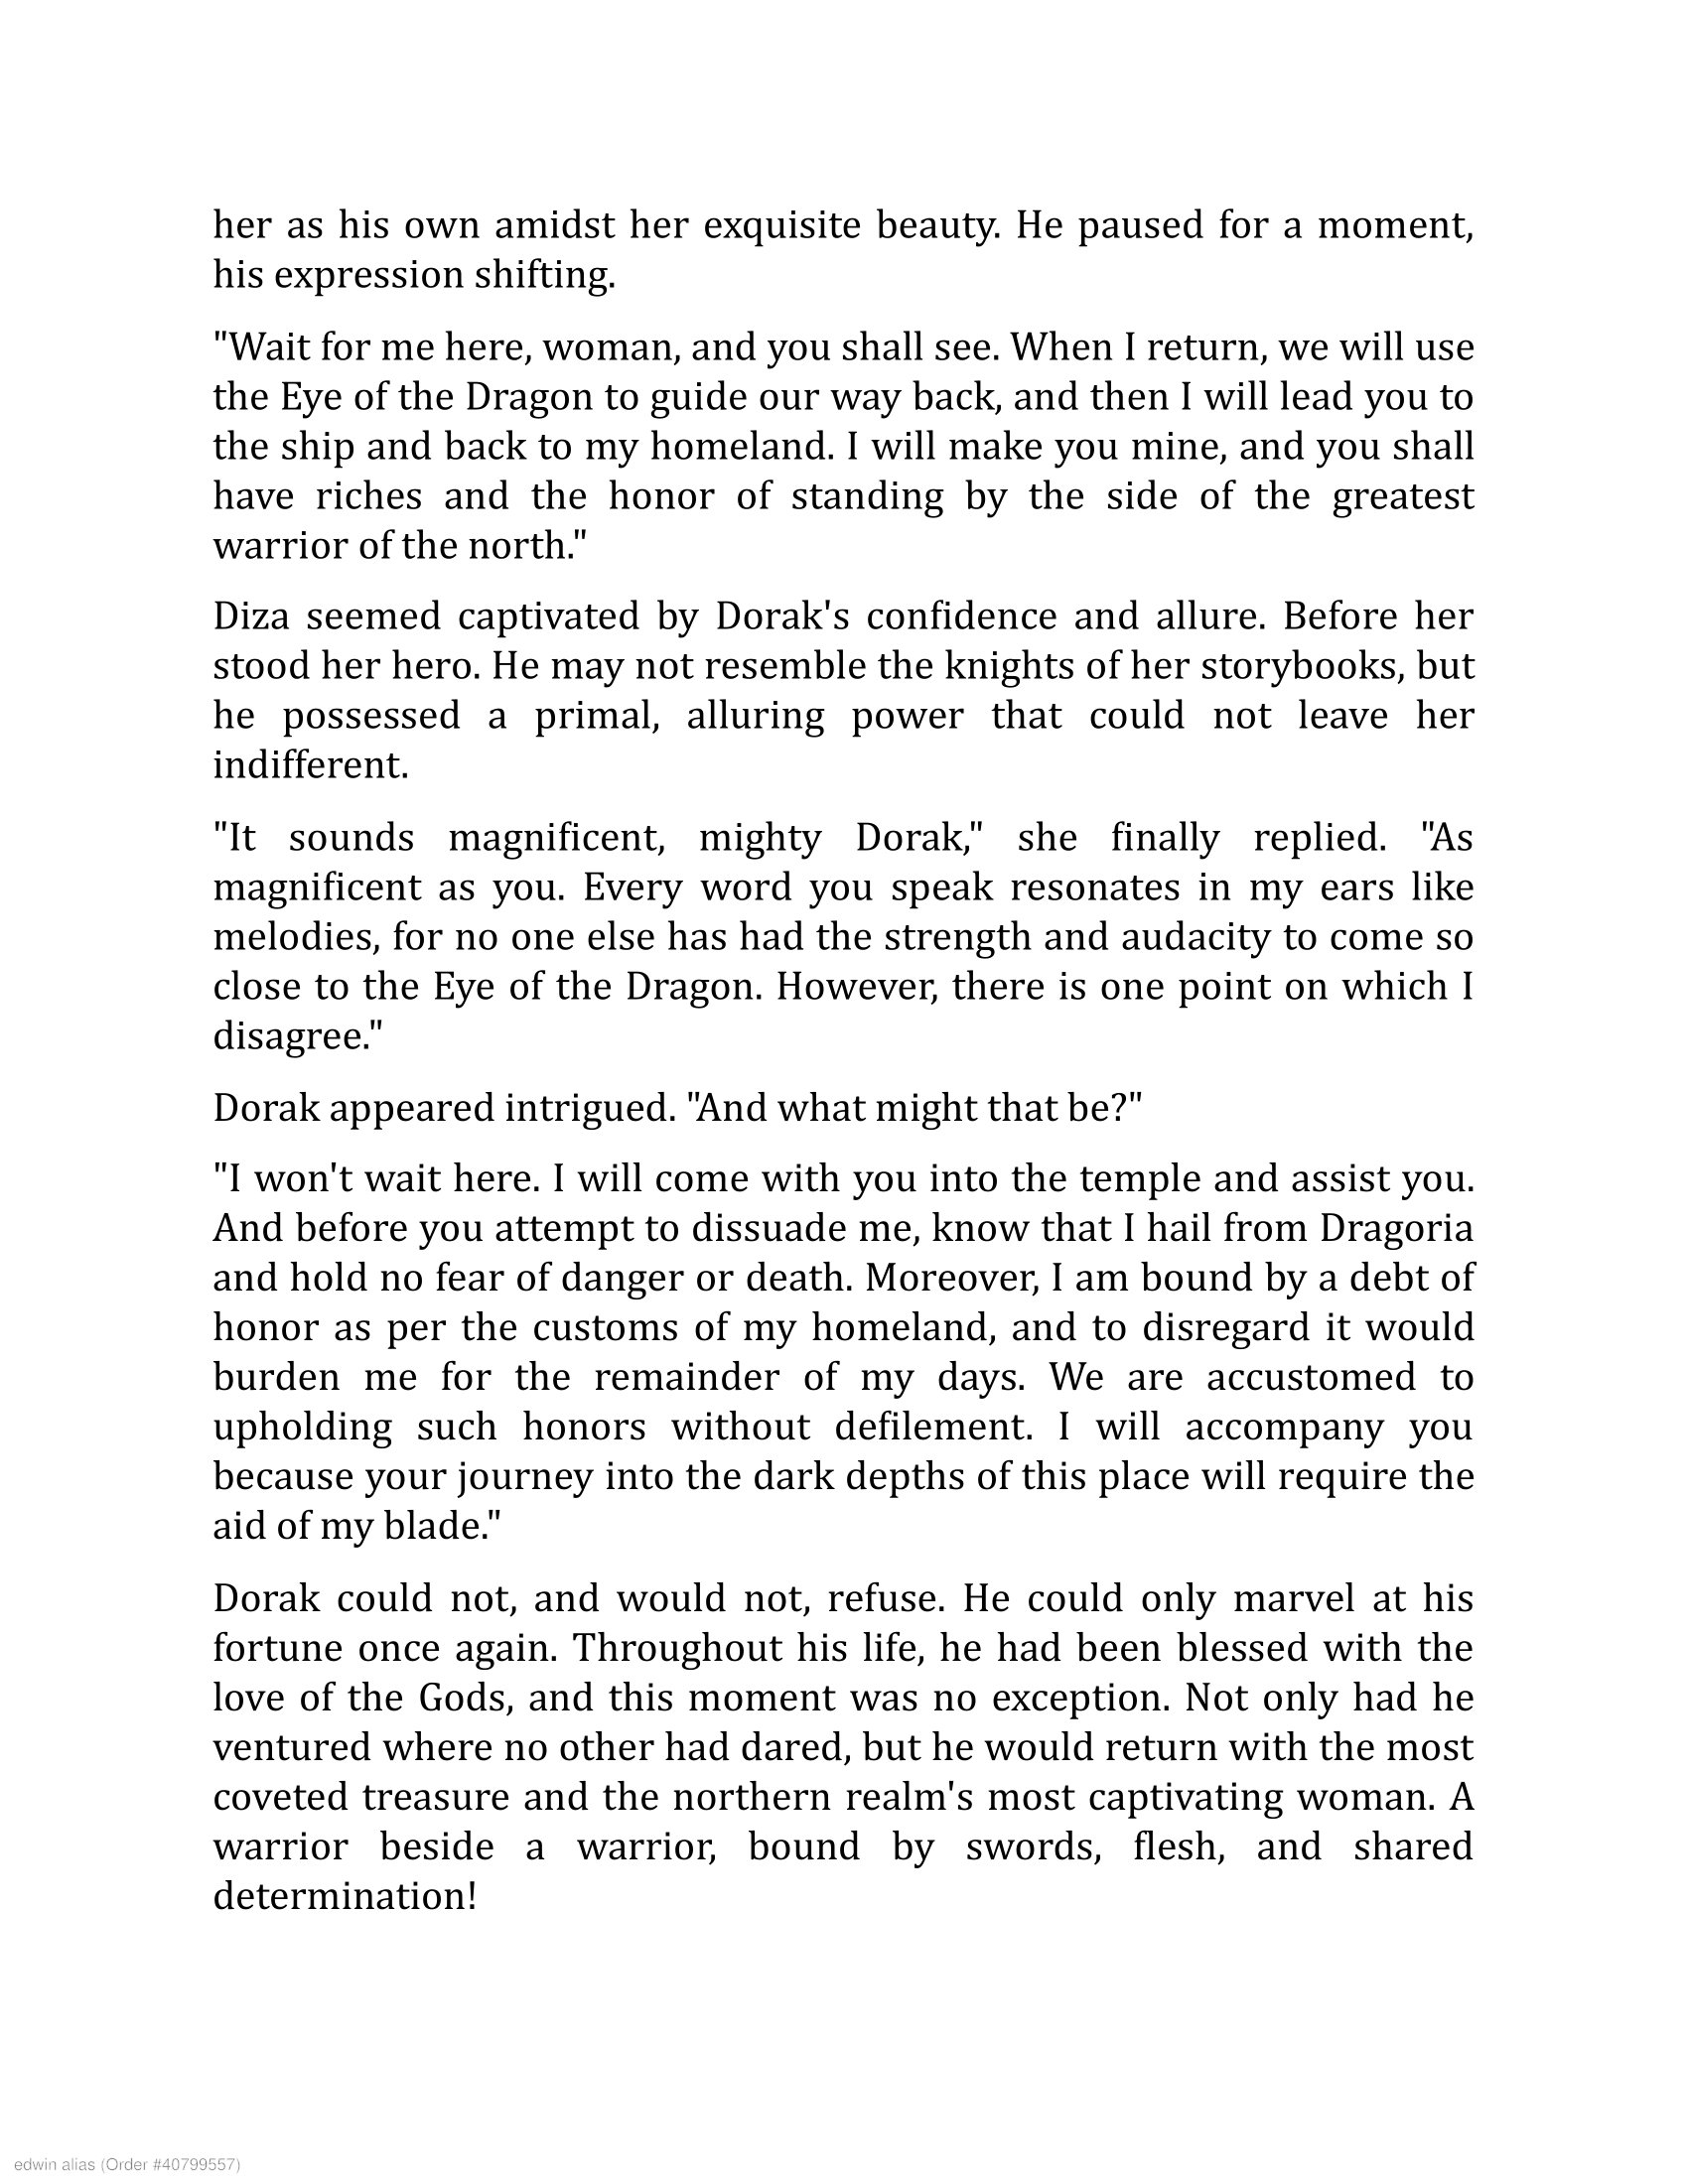 her as his own amidst her exquisite beauty. He paused for a moment,
his expression shifting.
"Wait for me here, woman, and you shall see. When I return, we will use
the Eye of the Dragon to guide our way back, and then I will lead you to
the ship and back to my homeland. I will make you mine, and you shall
have riches and the honor of standing by the side of the greatest
warrior of the north."
Diza seemed captivated by Dorak's confidence and allure. Before her
stood her hero. He may not resemble the knights of her storybooks, but
he possessed a primal, alluring power that could not leave her
indifferent.
"It sounds magnificent, mighty Dorak," she finally replied. "As
magnificent as you. Every word you speak resonates in my ears like
melodies, for no one else has had the strength and audacity to come so
close to the Eye of the Dragon. However, there is one point on which I
disagree."
Dorak appeared intrigued. "And what might that be?"
"I won't wait here. I will come with you into the temple and assist you.
And before you attempt to dissuade me, know that I hail from Dragoria
and hold no fear of danger or death. Moreover, I am bound by a debt of
honor as per the customs of my homeland, and to disregard it would
burden me for the remainder of my days. We are accustomed to
upholding such honors without defilement. I will accompany you
because your journey into the dark depths of this place will require the
aid of my blade."
Dorak could not, and would not, refuse. He could only marvel at his
fortune once again. Throughout his life, he had been blessed with the
love of the Gods, and this moment was no exception. Not only had he
ventured where no other had dared, but he would return with the most
coveted treasure and the northern realm's most captivating woman. A
warrior beside a warrior, bound by swords, flesh, and shared
determination!
edwin alias (Order #40799557)